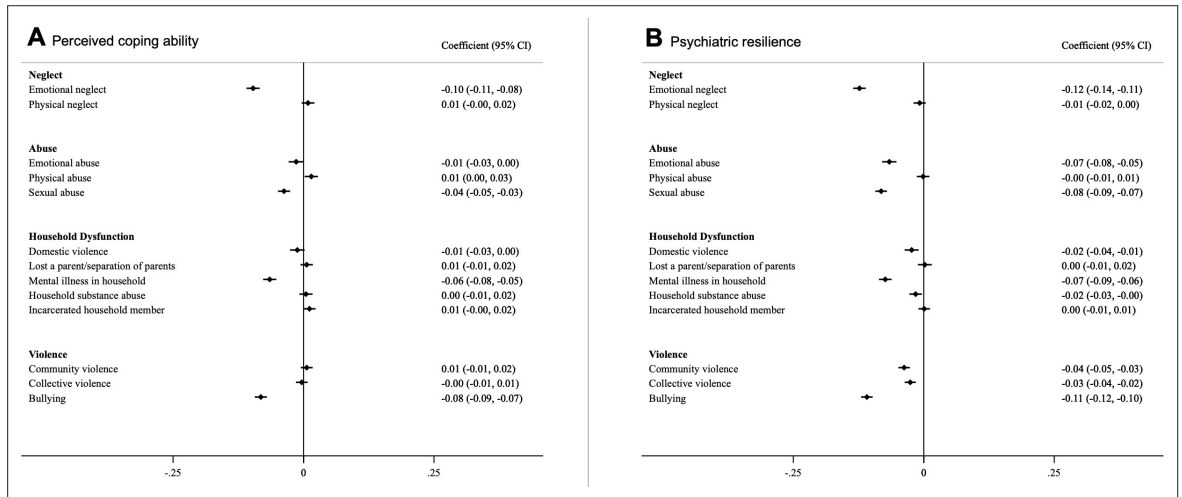 A Perceived coping ability Coefficient (95% CI)
Neglect
Emotional neglect -0.10 (-0.11, -0.08)
Physical neglect 0.01 (-0.00, 0.02)
Abuse
Emotional abuse -0.01 (-0.03, 0.00)
Physical abuse 0.01 (0.00, 0.03)
Sexual abuse -0.04 (-0.05, -0.03)
Household Dysfunction
Domestic violence -0.01 (-0.03, 0.00)
Lost a parent/separation of parents 0.01 (-0.01, 0.02)
Mental illness in household -0.06 (-0.08, -0.05)
Household substance abuse 0.00 (-0.01, 0.02)
Incarcerated household member 0.01 (-0.00, 0.02)
Violence
Community violence 0.01 (-0.01, 0.02)
Collective violence -0.00 (-0.01, 0.01)
Bullying -0.08 (-0.09, -0.07)
-.25 0 .25
B Psychiatric resilience Coefficient (95% CI)
Neglect
Emotional neglect -0.12 (-0.14, -0.11)
Physical neglect -0.01 (-0.02, 0.00)
Abuse
Emotional abuse -0.07 (-0.08, -0.05)
Physical abuse -0.00 (-0.01, 0.01)
Sexual abuse -0.08 (-0.09, -0.07)
Household Dysfunction
Domestic violence -0.02 (-0.04, -0.01)
Lost a parent/separation of parents 0.00 (-0.01, 0.02)
Mental illness in household -0.07 (-0.09, -0.06)
Household substance abuse -0.02 (-0.03, -0.00)
Incarcerated household member 0.00 (-0.01, 0.01)
Violence
Community violence -0.04 (-0.05, -0.03)
Collective violence -0.03 (-0.04, -0.02)
Bullying -0.11 (-0.12, -0.10)
-.25 0 .25